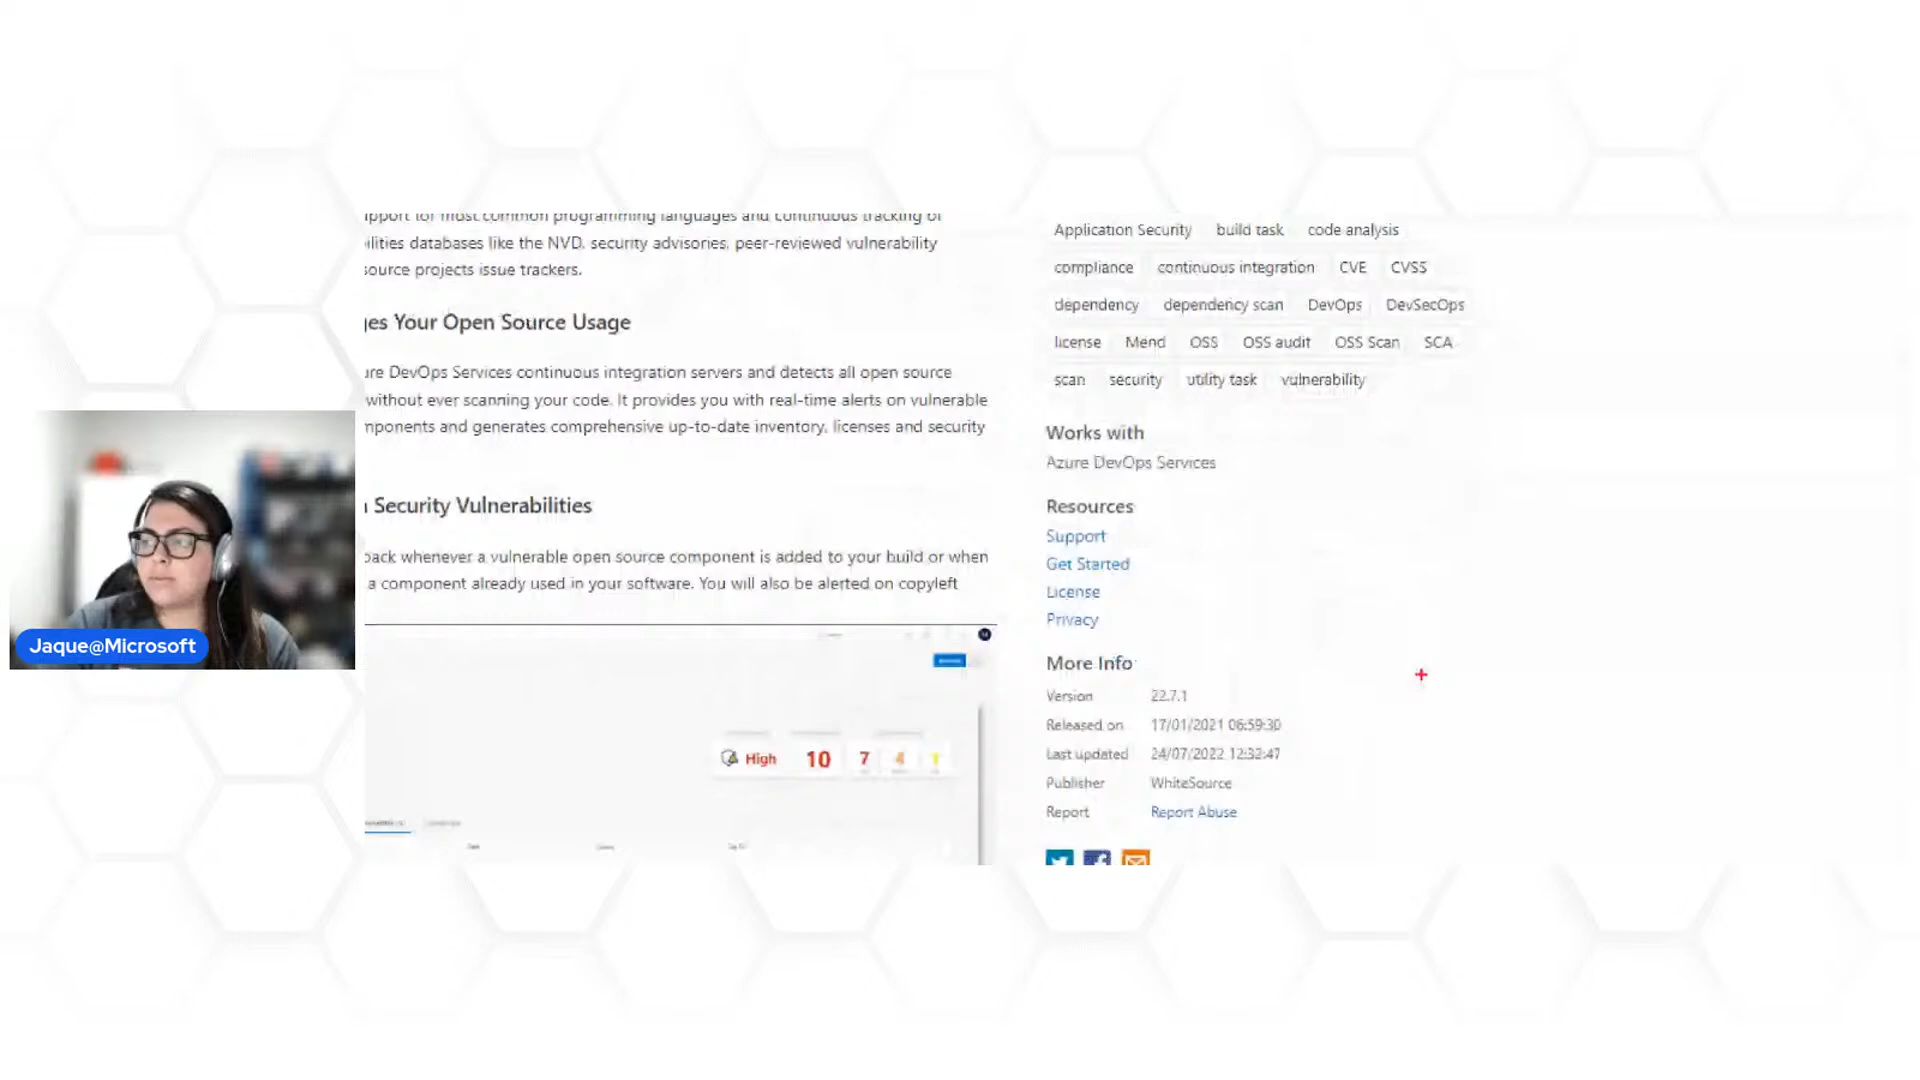 upport for most common programming languages and continuous tracking of
ilities databases like the NVD, security advisories, peer-reviewed vulnerability
source projects issue trackers.
ges Your Open Source Usage
ure DevOps Services continuous integration servers and detects all open source
without ever scanning your code. It provides you with real-time alerts on vulnerable
mponents and generates comprehensive up-to-date inventory, licenses and security
Security Vulnerabilities
back whenever a vulnerable open source component is added to your build or when
a component already used in your software. You will also be alerted on copyleft
High 10 7 4 1
Application Security build task code analysis
compliance continuous integration CVE CVSS
dependency dependency scan DevOps DevSecOps
license Mend OSS OSS audit OSS Scan SCA
scan security utility task vulnerability
Works with
Azure DevOps Services
Resources
Support
Get Started
License
Privacy
More Info
Version 22.7.1
Released on 17/01/2021 06:59:30
Last updated 24/07/2022 12:32:47
Publisher WhiteSource
Report Report Abuse
Jaque@Microsoft